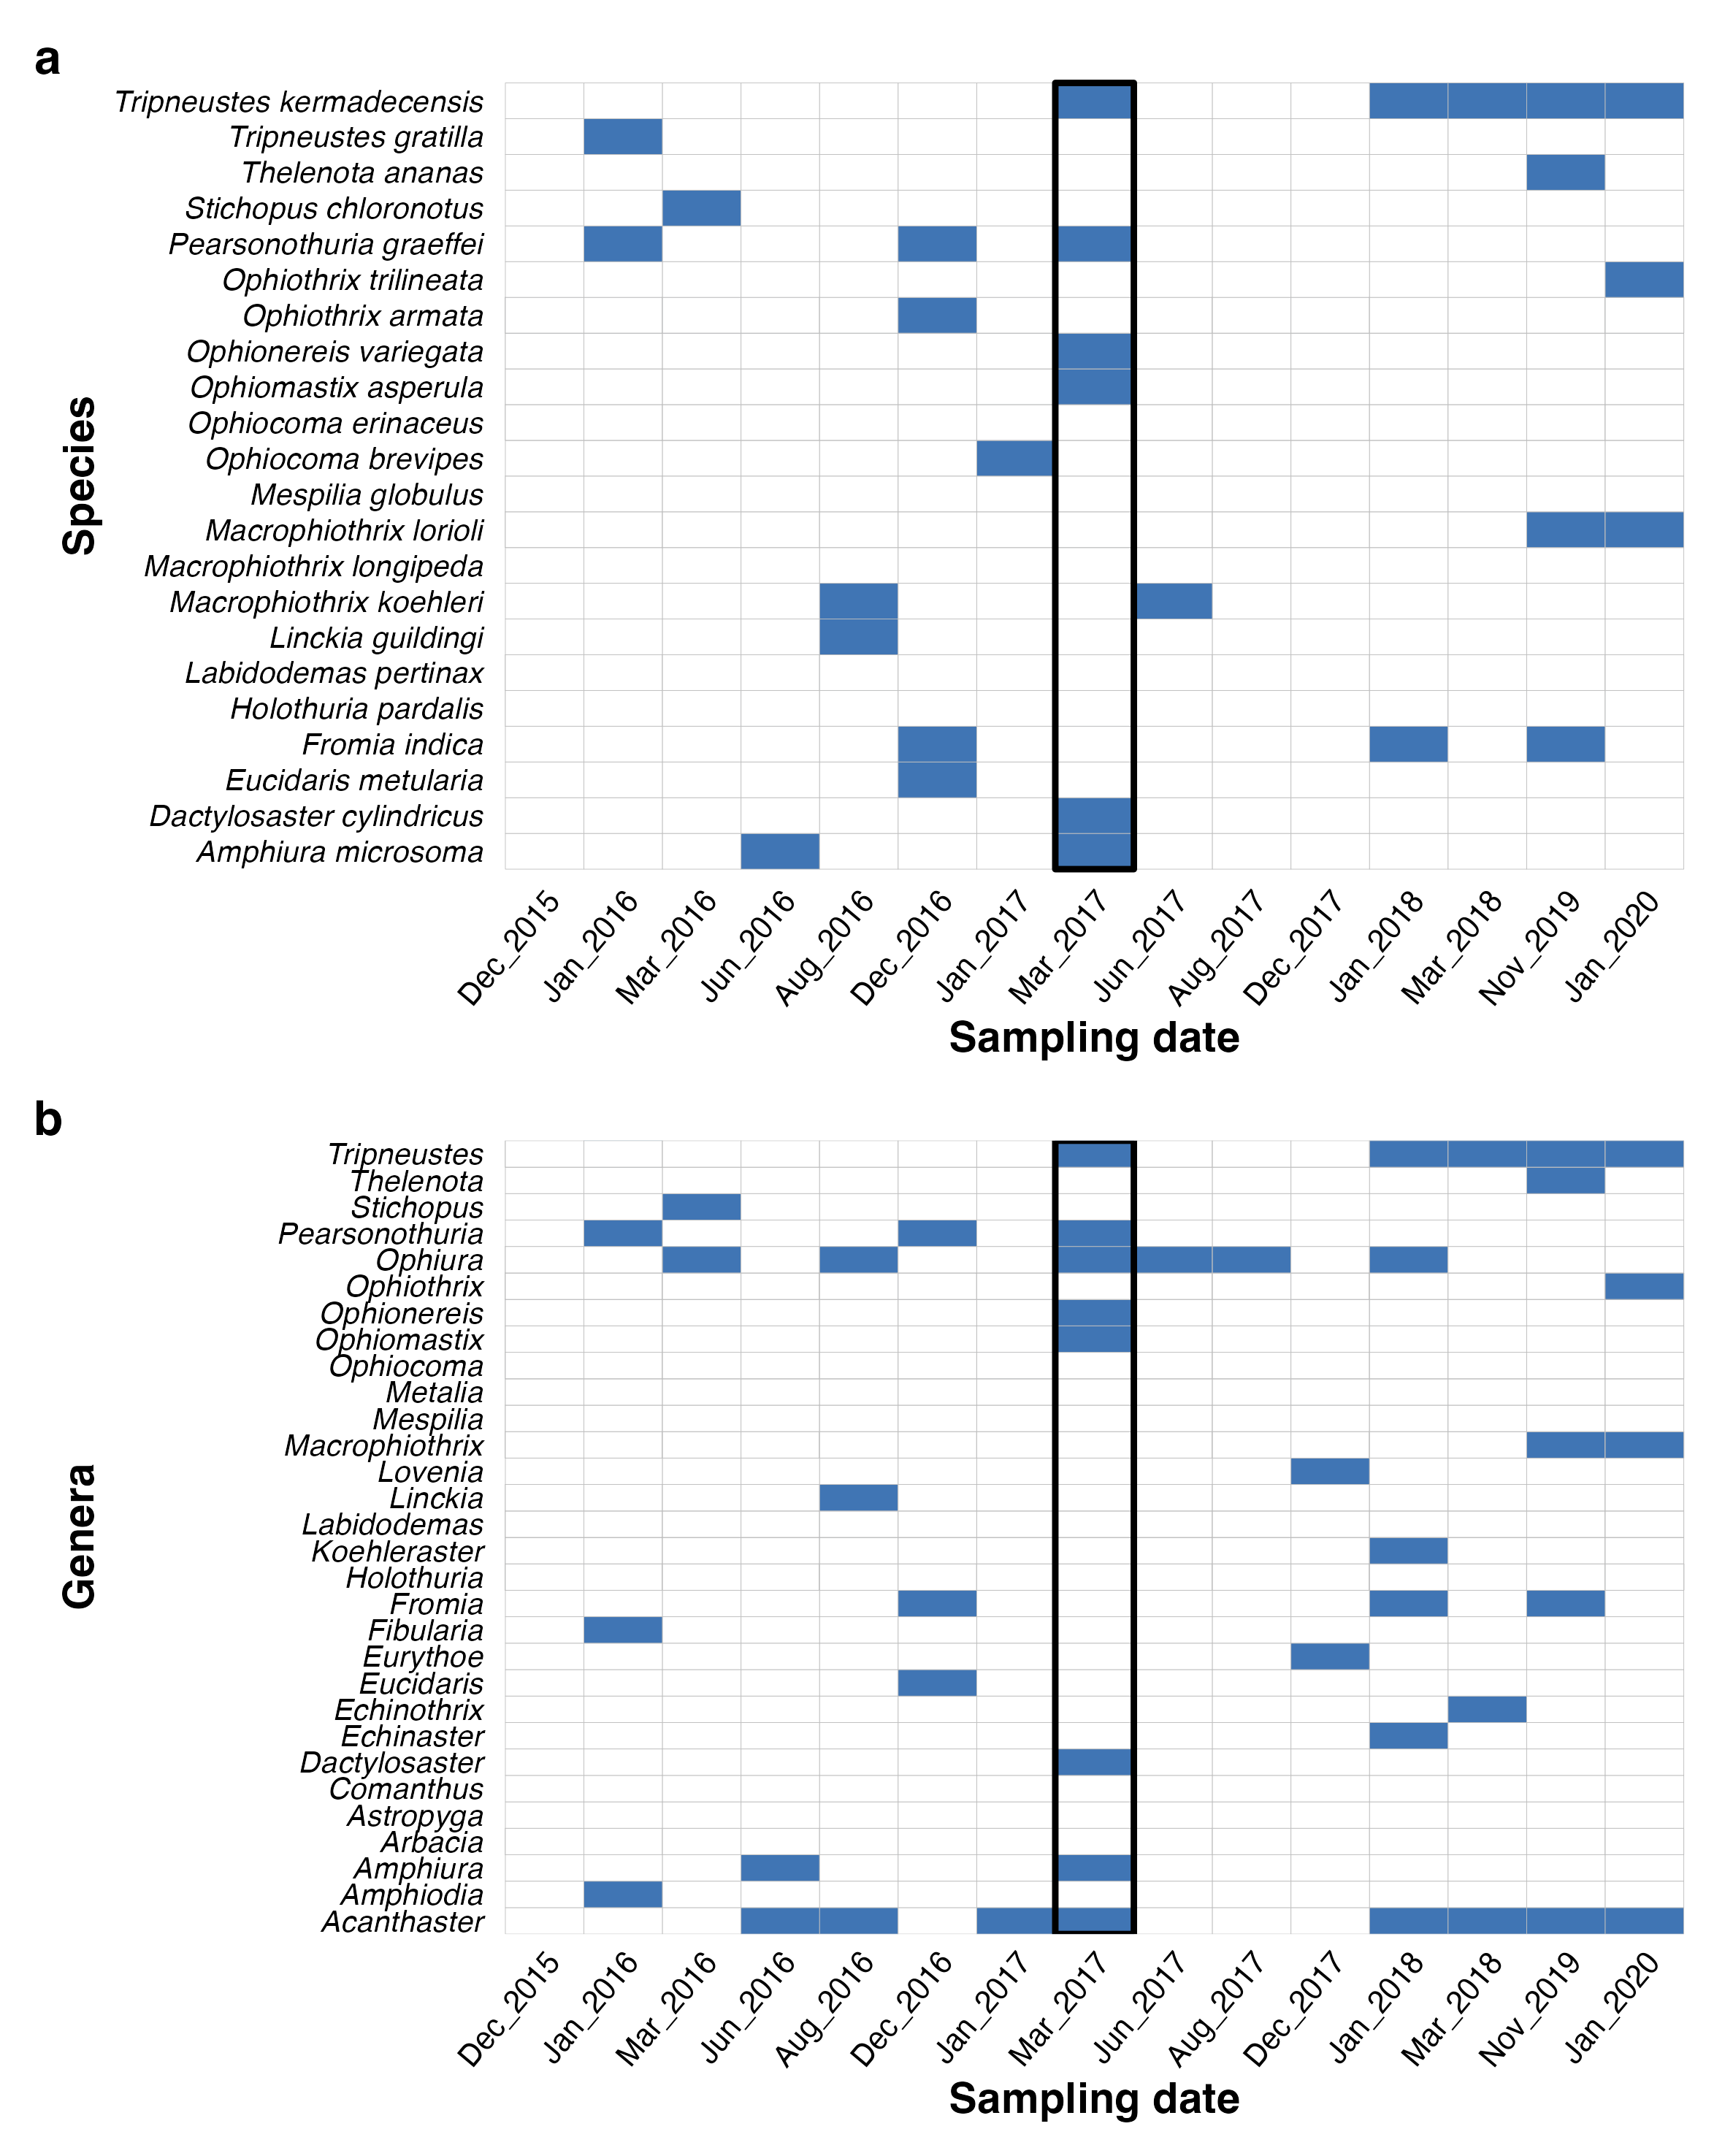 a
Tripneustes kermadecensis
Tripneustes gratilla
Thelenota ananas
Stichopus chloronotus
Pearsonothuria graeffei
Ophiothrix trilineata
Ophiothrix armata
Ophionereis variegata
Ophiomastix asperula
Ophiocoma erinaceus
Ophiocoma brevipes
Mespilia globulus
Macrophiothrix lorioli
Macrophiothrix longipeda
Macrophiothrix koehleri
Linckia guildingi
Labidodemas pertinax
Holothuria pardalis
Fromia indica
Eucidaris metularia
Dactylosaster cylindricus
Amphiura microsoma
Species
Dec_2015
Jan_2016
Mar_2016
Jun_2016
Aug_2016
Dec_2016
Jan_2017
Mar_2017
Jun_2017
Aug_2017
Dec_2017
Jan_2018
Mar_2018
Nov_2019
Jan_2020
Sampling date
b
Tripneustes
Thelenota
Stichopus
Pearsonothuria
Ophiura
Ophiothrix
Ophionereis
Ophiomastix
Ophiocoma
Metalia
Mespilia
Macrophiothrix
Lovenia
Linckia
Labidodemas
Koehleraster
Holothuria
Fromia
Fibularia
Eurythoe
Eucidaris
Echinothrix
Echinaster
Dactylosaster
Comanthus
Astropyga
Arbacia
Amphiura
Amphiodia
Acanthaster
Genera
Dec_2015
Jan_2016
Mar_2016
Jun_2016
Aug_2016
Dec_2016
Jan_2017
Mar_2017
Jun_2017
Aug_2017
Dec_2017
Jan_2018
Mar_2018
Nov_2019
Jan_2020
Sampling date